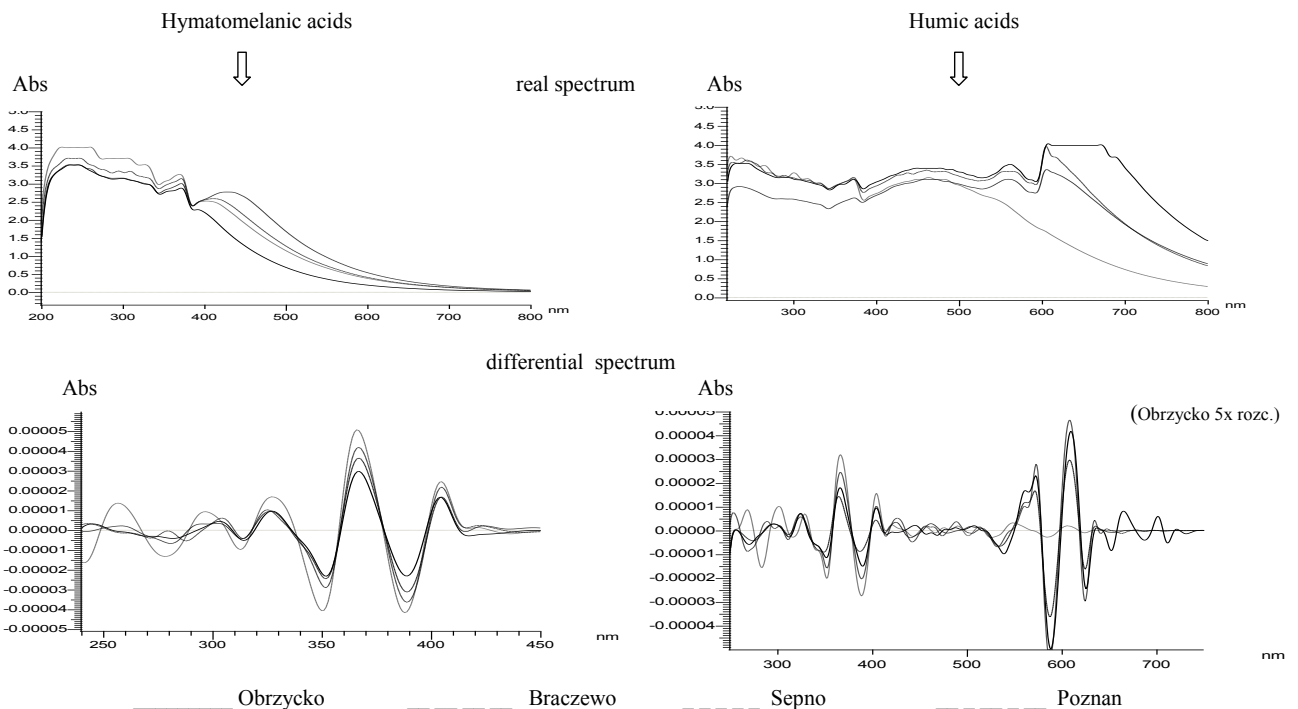 Hymatomelanic acids Humic acids
Abs real spectrum Abs
5.0 5.0
4.5 4.5
4.0 4.0
3.5 3.5
3.0 3.0
2.5 2.5
2.0 2.0
1.5 1.5
1.0 1.0
0.5 0.5
0.0 0.0
200 300 400 500 600 700 800 nm 300 400 500 600 700 800 nm
differential spectrum
Abs Abs
(Obrzycko 5x rozc.)
0.00005 0.00005
0.00004 0.00004
0.00003 0.00003
0.00002 0.00002
0.00001 0.00001
0.00000 0.00000
-0.00001 -0.00001
-0.00002 -0.00002
-0.00003 -0.00003
-0.00004 -0.00004
-0.00005
250 300 350 400 450 nm 300 400 500 600 700 nm
Obrzycko Braczewo Sepno Poznan